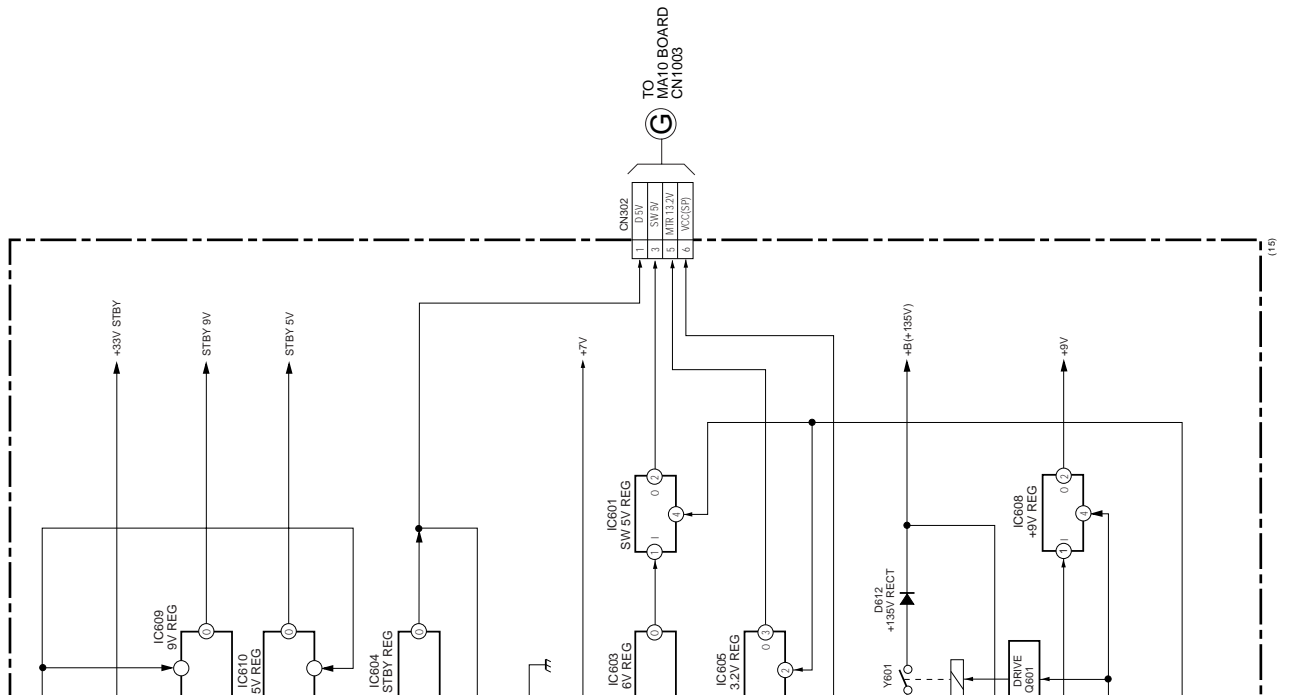 TO
MA10 BOARD
CN1003
G
CN302
D 5V
SW 5V
MTR 13.2V
VCC(SP)
1
3
5
6
(15)
+33V STBY
STBY 9V
STBY 5V
+7V
+B(+135V)
+9V
IC601
SW 5V REG
2
O
4
I
1
IC608
+9V REG
2
O
4
I
1
D612
+135V RECT
IC609
9V REG
O
IC610
5V REG
O
IC604
STBY REG
O
IC603
6V REG
O
IC605
3.2V REG
3
O
2
Y601
DRIVE
Q601